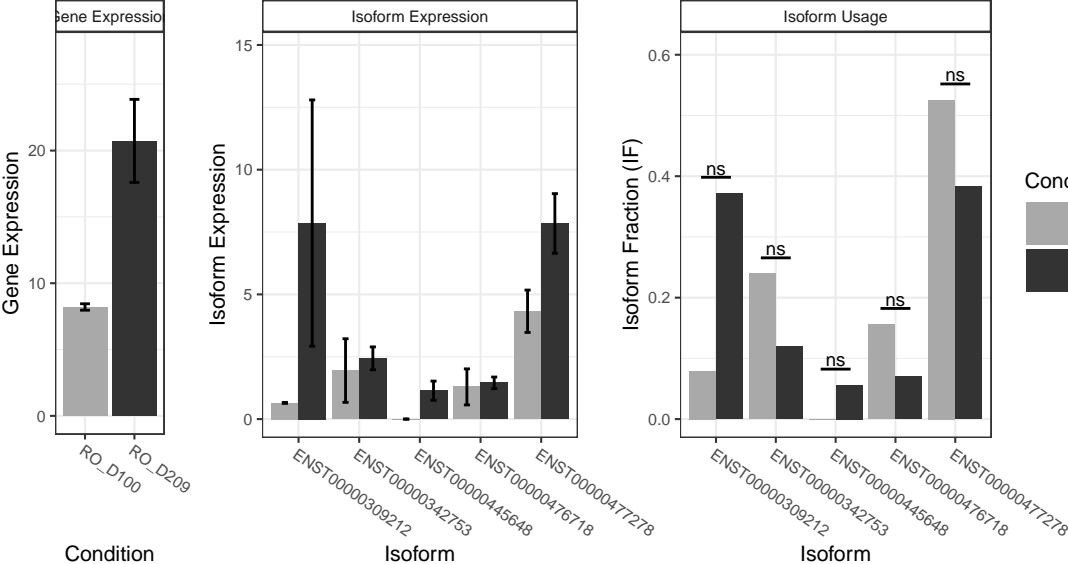 Gene Expression
Isoform Expression
Isoform Usage
Gene Expression
0
10
20
RO_D100
RO_D209
Condition
Isoform Expression
0
5
10
15
ENST00000309212
ENST00000342753
ENST00000445648
ENST00000476718
ENST00000477278
Isoform
Isoform Fraction (IF)
0.0
0.2
0.4
0.6
ns
ns
ns
ns
ns
ENST00000309212
ENST00000342753
ENST00000445648
ENST00000476718
ENST00000477278
Isoform
Cond